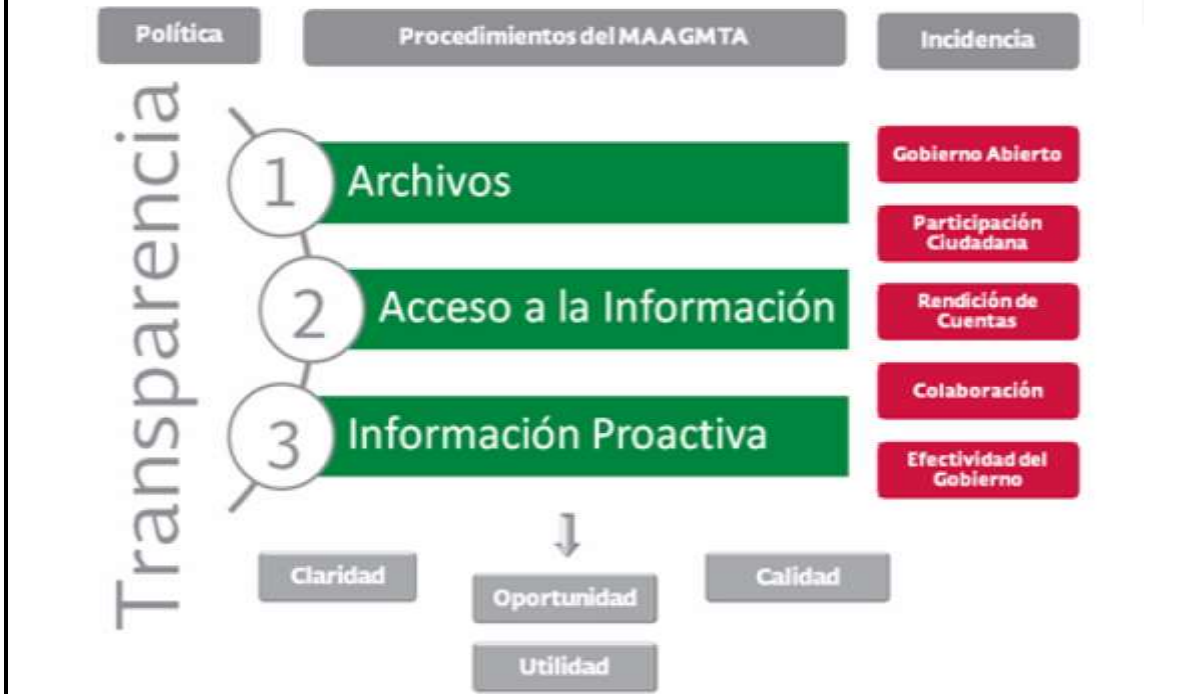 Política
Procedimientos del MAAGMTA
Incidencia
Transparencia
1
Archivos
2
Acceso a la Información
3
Información Proactiva
Gobierno Abierto
Participación
Ciudadana
Rendición de
Cuentas
Colaboración
Efectividad del
Gobierno
Claridad
Oportunidad
Calidad
Utilidad